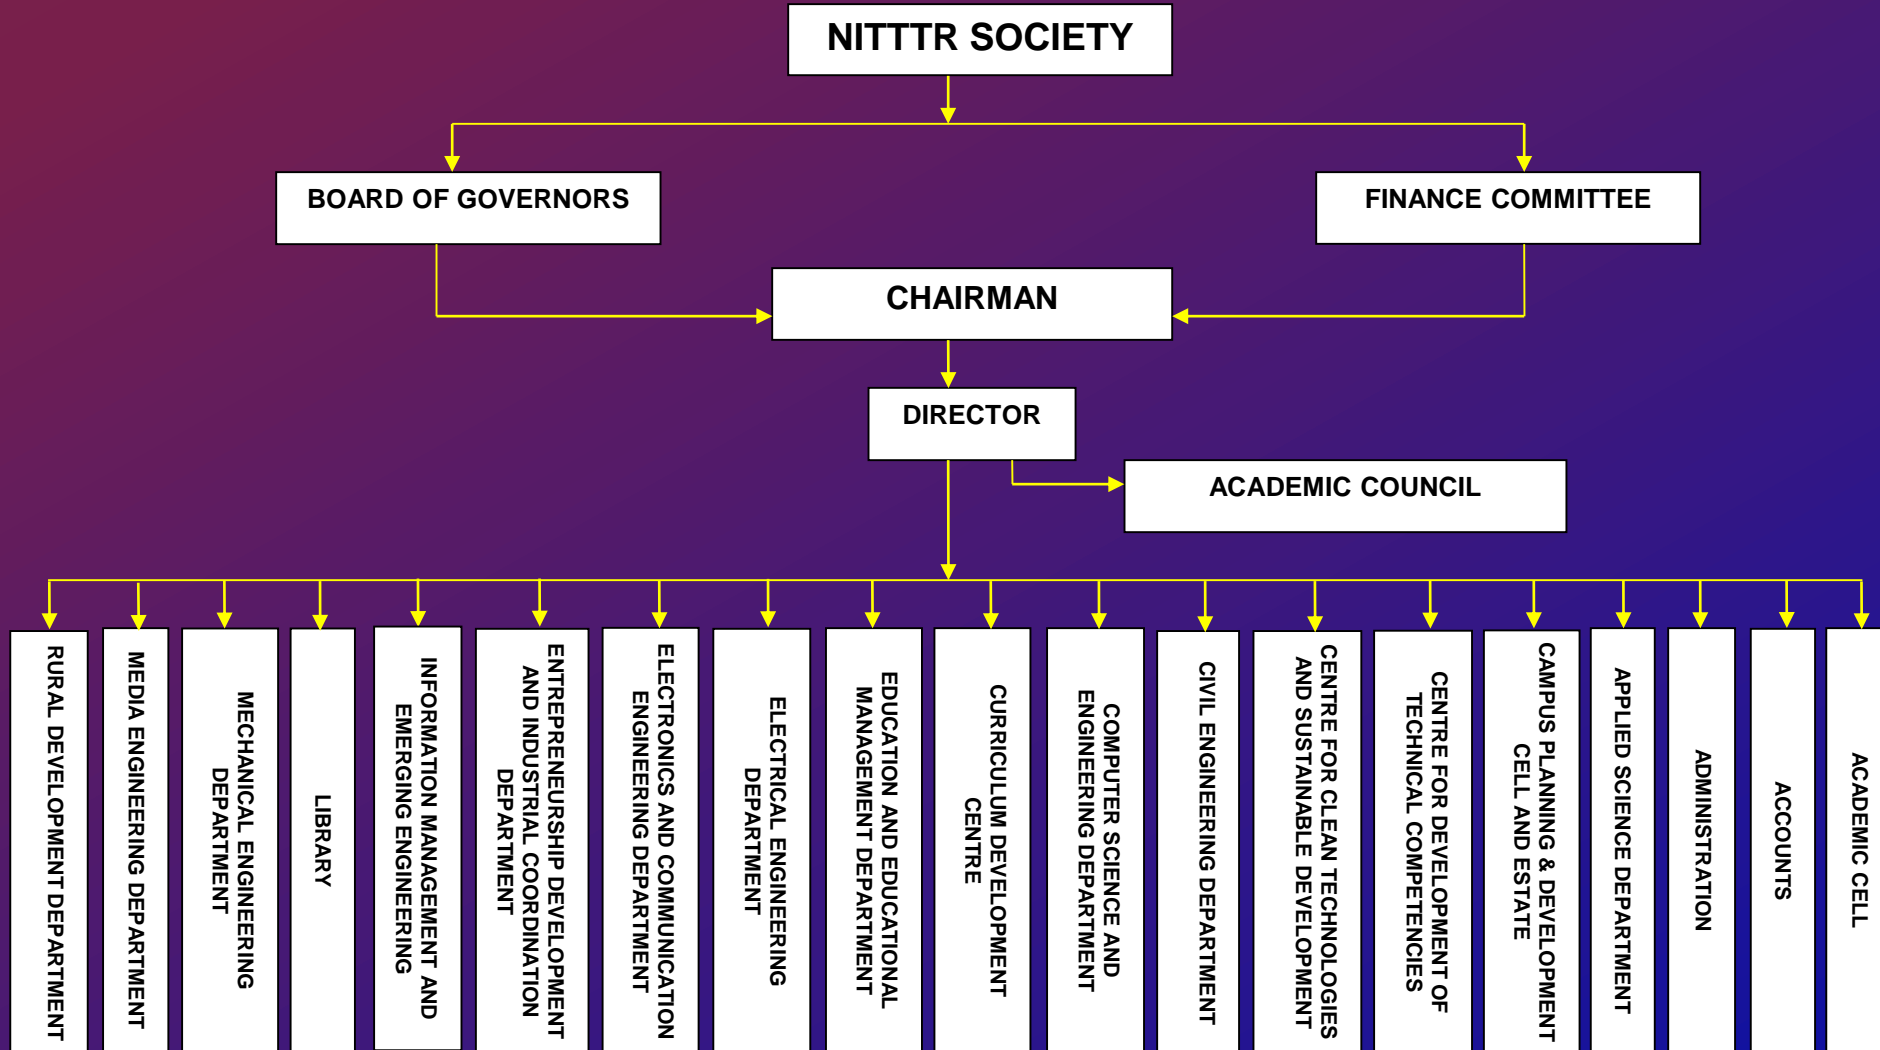 NITTTR SOCIETY
BOARD OF GOVERNORS
FINANCE COMMITTEE
CHAIRMAN
DIRECTOR
ACADEMIC COUNCIL
RURAL DEVELOPMENT DEPARTMENT
MEDIA ENGINEERING DEPARTMENT
MECHANICAL ENGINEERING
DEPARTMENT
LIBRARY
INFORMATION MANAGEMENT AND
EMERGING ENGINEERING
ENTREPRENEURSHIP DEVELOPMENT
AND INDUSTRIAL COORDINATION
DEPARTMENT
ELECTRONICS AND COMMUNICATION
ENGINEERING DEPARTMENT
ELECTRICAL ENGINEERING
DEPARTMENT
EDUCATION AND EDUCATIONAL
MANAGEMENT DEPARTMENT
CURRICULUM DEVELOPMENT
CENTRE
COMPUTER SCIENCE AND
ENGINEERING DEPARTMENT
CIVIL ENGINEERING DEPARTMENT
CENTRE FOR CLEAN TECHNOLOGIES
AND SUSTAINABLE DEVELOPMENT
CENTRE FOR DEVELOPMENT OF
TECHNICAL COMPETENCIES
CAMPUS PLANNING & DEVELOPMENT
CELL AND ESTATE
APPLIED SCIENCE DEPARTMENT
ADMINISTRATION
ACCOUNTS
ACADEMIC CELL